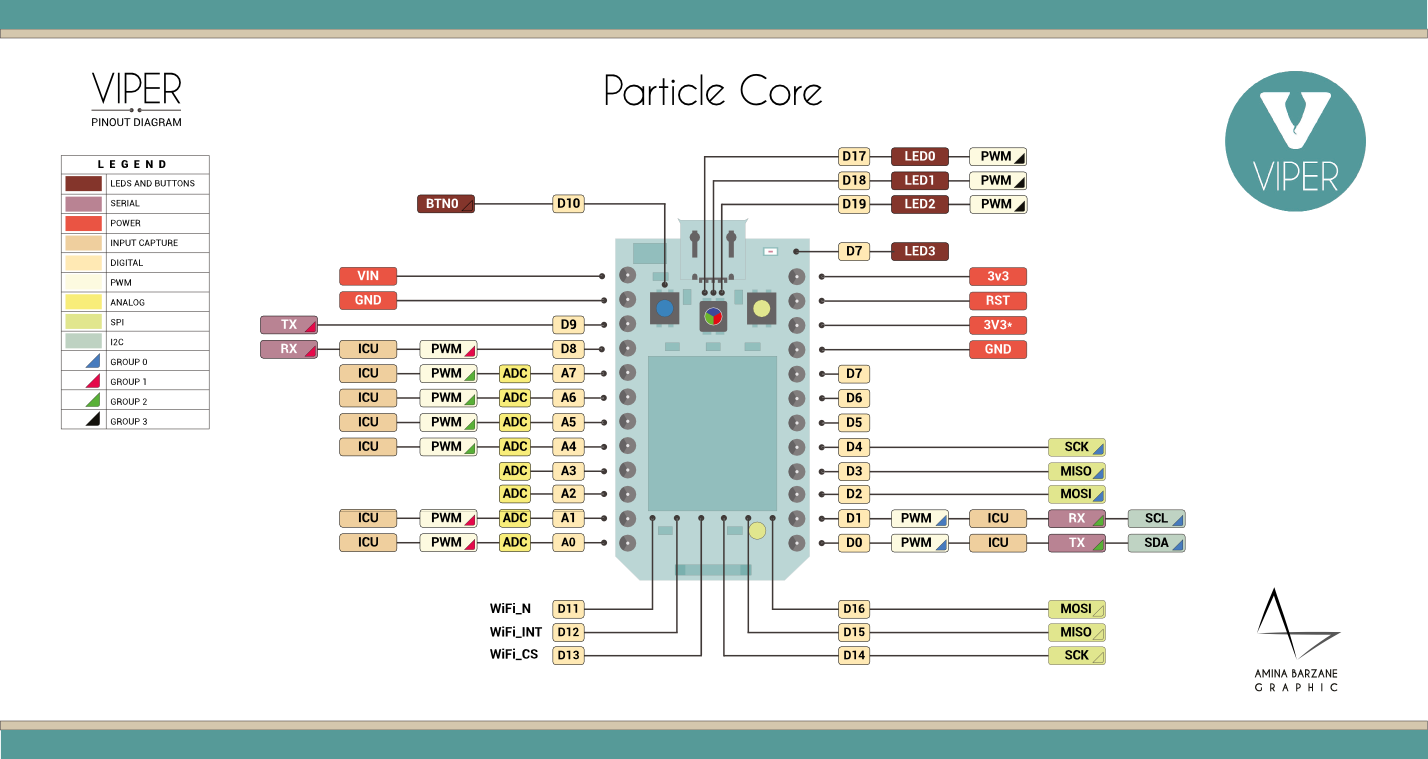 VIPER
PINOUT DIAGRAM
Particle Core
VIPER
LEGEND
LEDS AND BUTTONS
SERIAL
POWER
INPUT CAPTURE
DIGITAL
PWM
ANALOG
SPI
I2C
GROUP 0
GROUP 1
GROUP 2
GROUP 3
D17 LED0 PWM
D18 LED1 PWM
BTN0 D10 D19 LED2 PWM
D7 LED3
VIN 3v3
GND RST
TX D9 3V3*
RX ICU PWM D8 GND
ICU PWM ADC A7 D7
ICU PWM ADC A6 D6
ICU PWM ADC A5 D5
ICU PWM ADC A4 D4 SCK
ADC A3 D3 MISO
ADC A2 D2 MOSI
ICU PWM ADC A1 D1 PWM ICU RX SCL
ICU PWM ADC A0 D0 PWM ICU TX SDA
WiFi_N D11 D16 MOSI
WiFi_INT D12 D15 MISO
WiFi_CS D13 D14 SCK
AMINA BARZANE
GRAPHIC